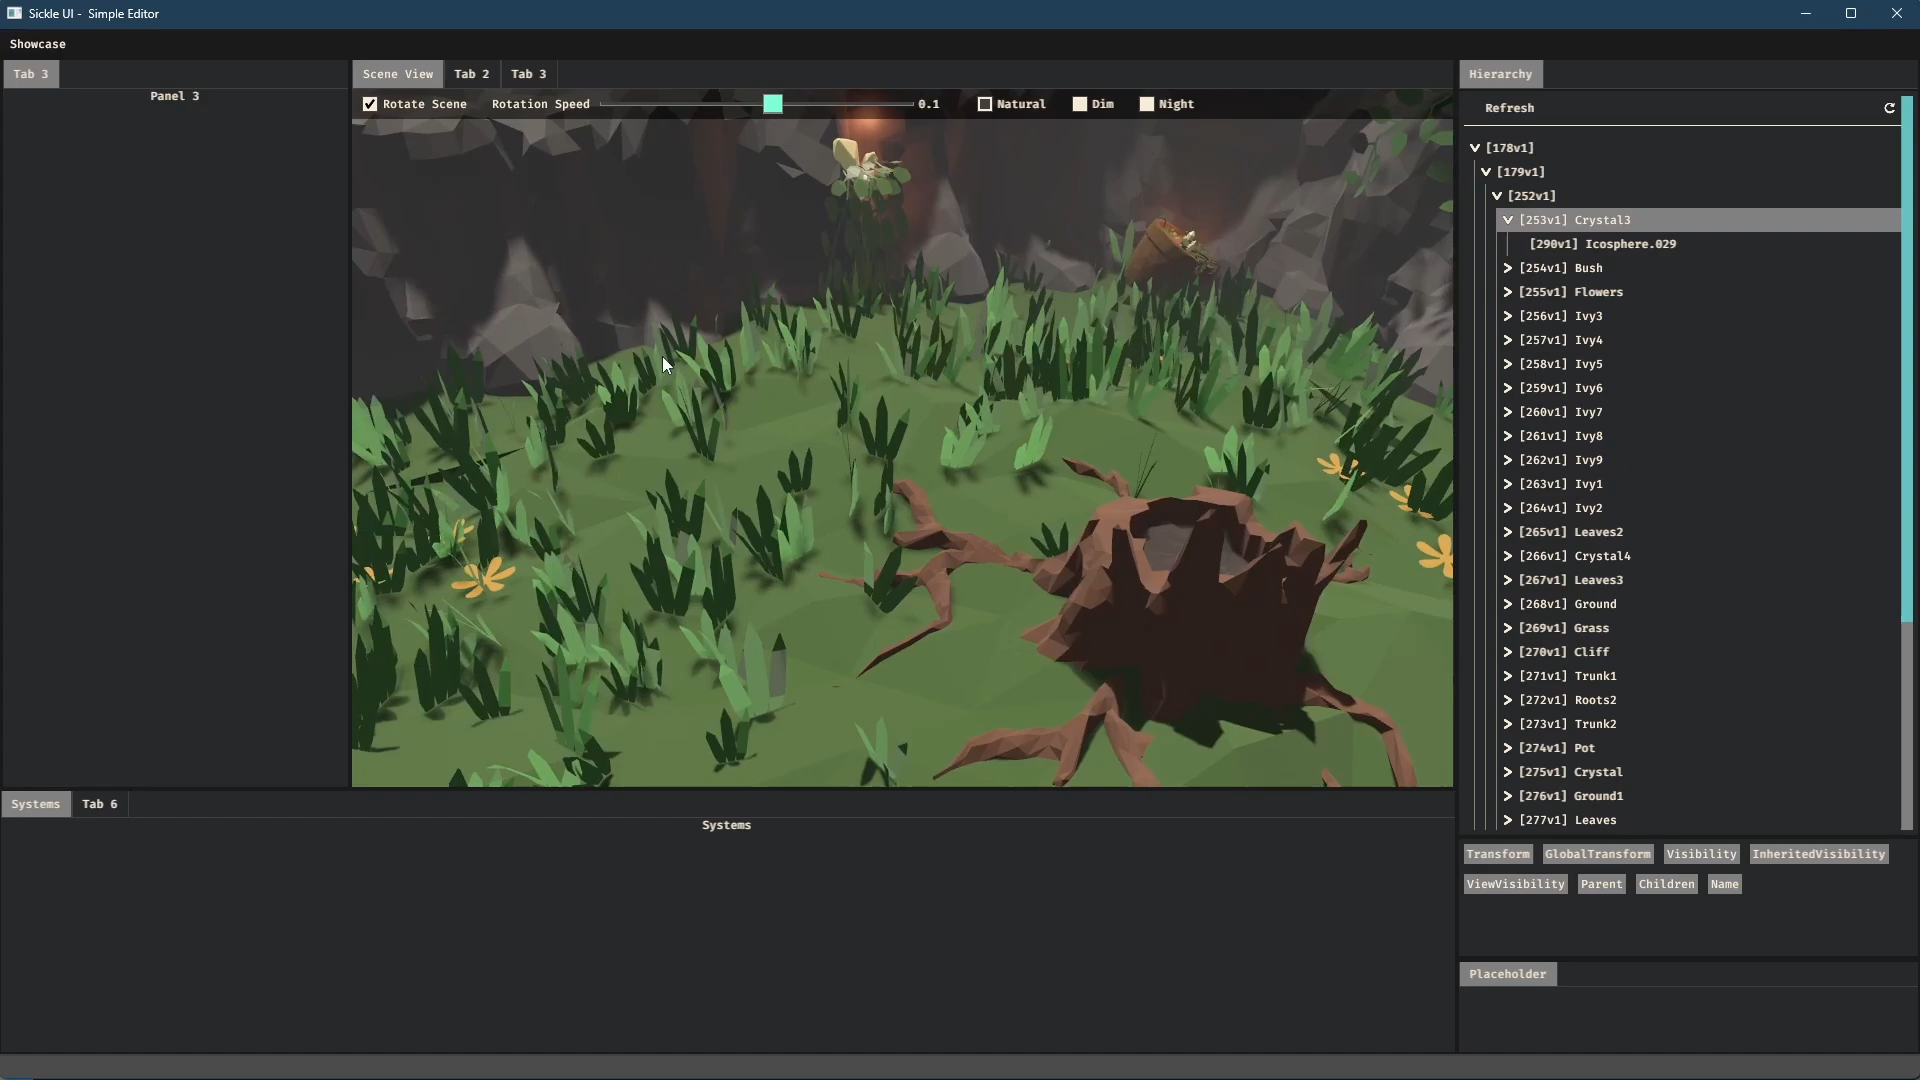 Sickle UI - Simple Editor
Showcase
Tab 3
Panel 3
Scene View Tab 2 Tab 3
Rotate Scene Rotation Speed 0.1 Natural Dim Night
Systems Tab 6
Systems
Hierarchy
Refresh
[178v1]
[179v1]
[252v1]
[253v1] Crystal3
[290v1] Icosphere.029
[254v1] Bush
[255v1] Flowers
[256v1] Ivy3
[257v1] Ivy4
[258v1] Ivy5
[259v1] Ivy6
[260v1] Ivy7
[261v1] Ivy8
[262v1] Ivy9
[263v1] Ivy1
[264v1] Ivy2
[265v1] Leaves2
[266v1] Crystal4
[267v1] Leaves3
[268v1] Ground
[269v1] Grass
[270v1] Cliff
[271v1] Trunk1
[272v1] Roots2
[273v1] Trunk2
[274v1] Pot
[275v1] Crystal
[276v1] Ground1
[277v1] Leaves
Transform GlobalTransform Visibility InheritedVisibility
ViewVisibility Parent Children Name
Placeholder